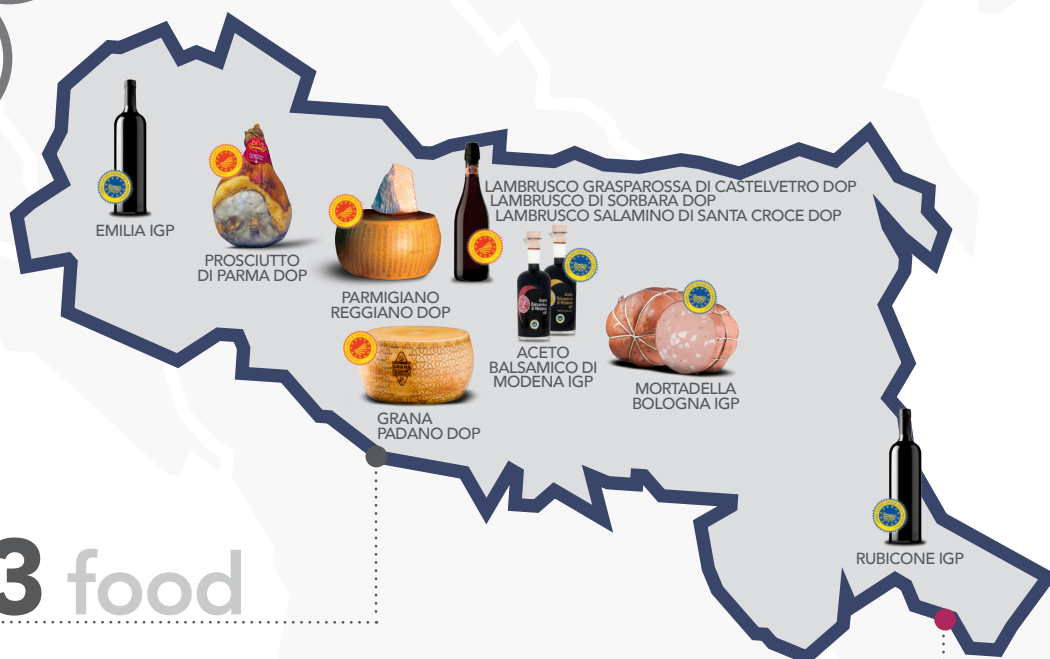 EMILIA IGP
PROSCIUTTO
DI PARMA DOP
PARMIGIANO
REGGIANO DOP
LAMBRUSCO GRASPAROSSA DI CASTELVETRO DOP
LAMBRUSCO DI SORBARA DOP
LAMBRUSCO SALAMINO DI SANTA CROCE DOP
GRANA
PADANO DOP
ACETO
BALSAMICO DI
MODENA IGP
MORTADELLA
BOLOGNA IGP
RUBICONE IGP
3 food